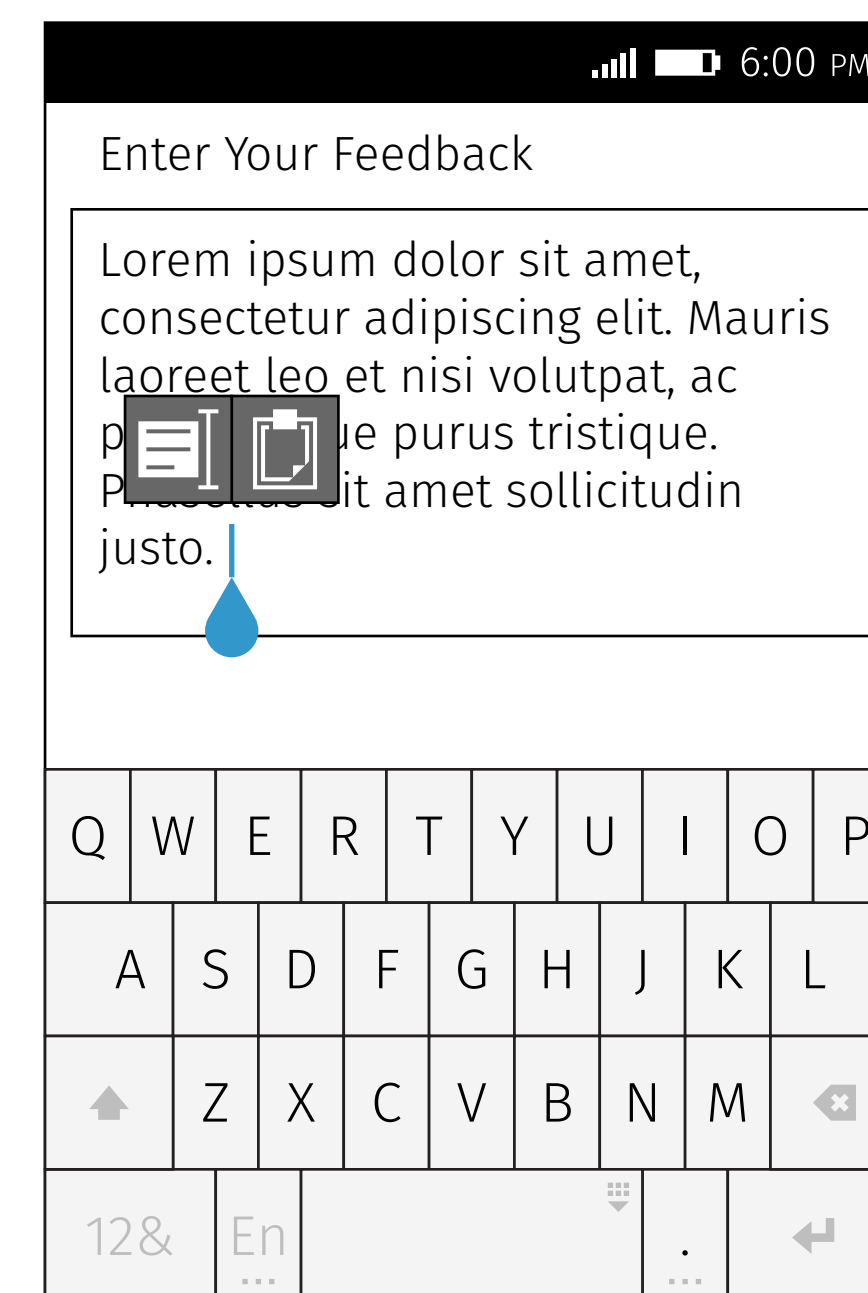 6:00 PM
Enter Your Feedback
Lorem ipsum dolor sit amet,
consectetur adipiscing elit. Mauris
laoreet leo et nisi volutpat, ac
purus tristique.
Phasellus sit amet sollicitudin
justo.
Q W E R T Y U I O P
A S D F G H J K L
Z X C V B N M
12& En .